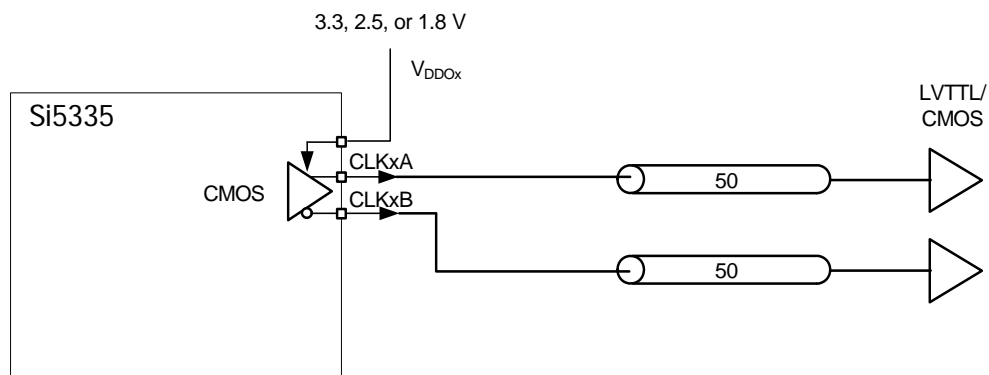 3.3, 2.5, or 1.8 V
VDDOx
Si5335
LVTTL/
CMOS
CLKxA
50
CMOS
CLKxB
50